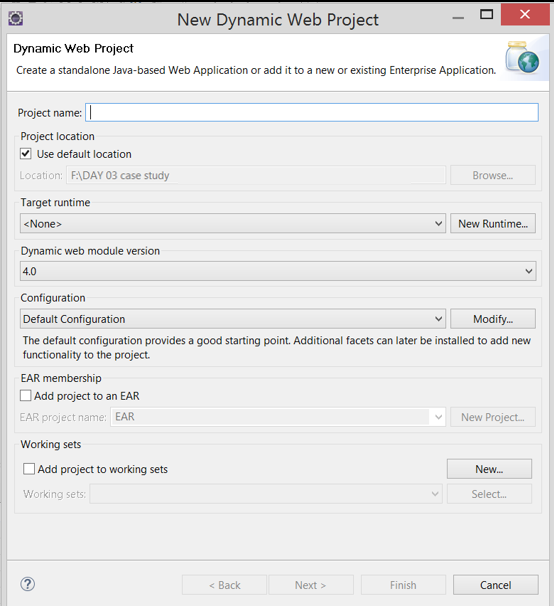 New Dynamic Web Project
Dynamic Web Project
Create a standalone Java-based Web Application or add it to a new or existing Enterprise Application.
Project name:
Project location
Use default location
Location: F:\DAY 03 case study Browse...
Target runtime
<None> New Runtime...
Dynamic web module version
4.0
Configuration
Default Configuration Modify...
The default configuration provides a good starting point. Additional facets can later be installed to add new
functionality to the project.
EAR membership
Add project to an EAR
EAR project name: EAR New Project...
Working sets
Add project to working sets New...
Working sets: Select...
? < Back Next > Finish Cancel